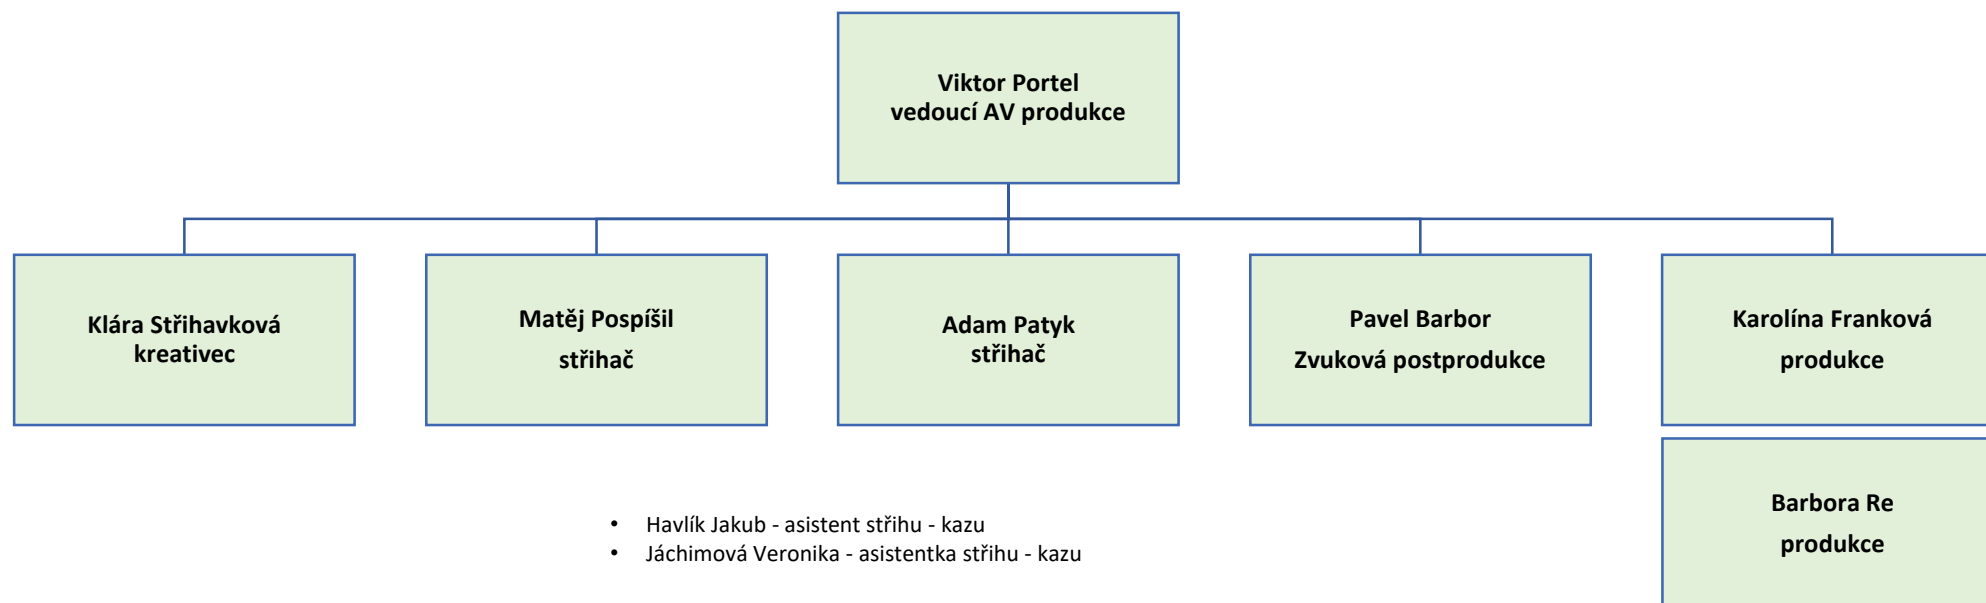 Viktor Portel
vedoucí AV produkce
Klára Střihavková
kreativec
Matěj Pospíšil
střihač
Adam Patyk
střihač
Pavel Barbor
Zvuková postprodukce
Karolína Franková
produkce
Barbora Re
produkce
• Havlík Jakub - asistent střihu - kazu
• Jáchimová Veronika - asistentka střihu - kazu